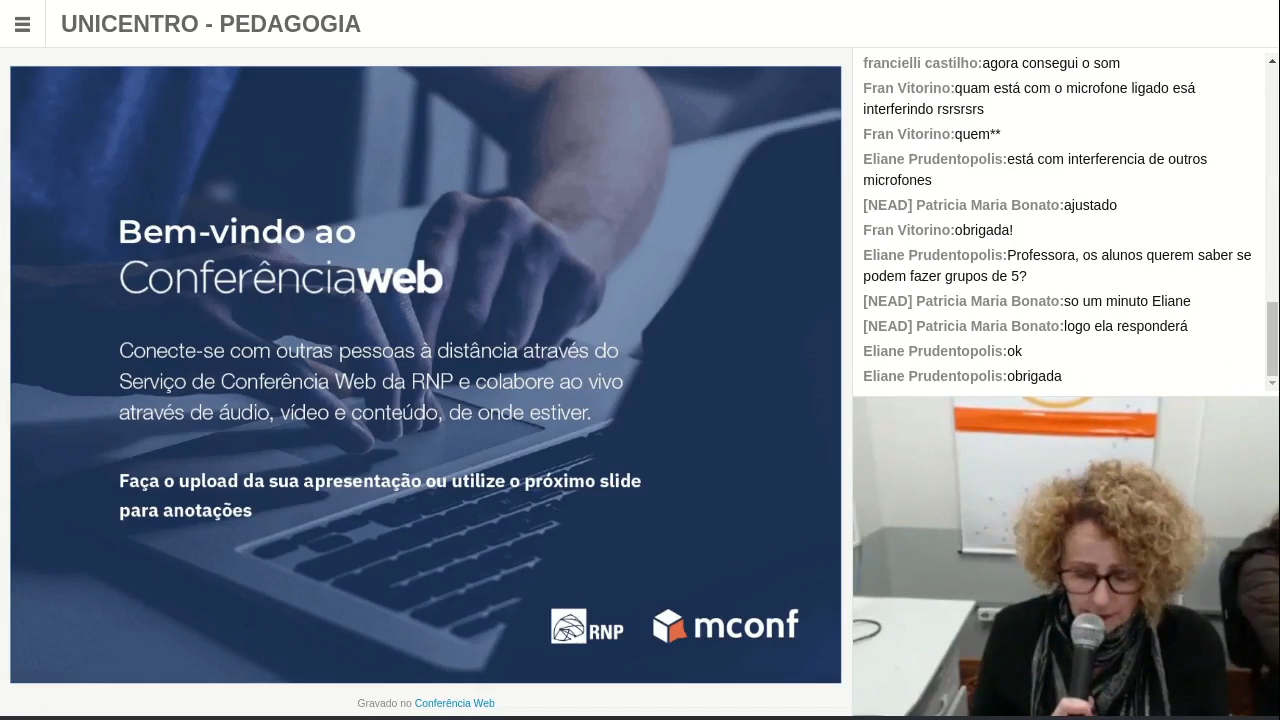 UNICENTRO - PEDAGOGIA
Bem-vindo ao
Conferênciaweb
Conecte-se com outras pessoas à distância através do
Serviço de Conferência Web da RNP e colabore ao vivo
através de áudio, vídeo e conteúdo, de onde estiver.
Faça o upload da sua apresentação ou utilize o próximo slide
para anotações
RNP
mconf
Gravado no Conferência Web
francielli castilho:agora consegui o som
Fran Vitorino:quam está com o microfone ligado esá
interferindo rsrsrsrs
Fran Vitorino:quem**
Eliane Prudentopolis:está com interferencia de outros
microfones
[NEAD] Patricia Maria Bonato:ajustado
Fran Vitorino:obrigada!
Eliane Prudentopolis:Professora, os alunos querem saber se
podem fazer grupos de 5?
[NEAD] Patricia Maria Bonato:so um minuto Eliane
[NEAD] Patricia Maria Bonato:logo ela responderá
Eliane Prudentopolis:ok
Eliane Prudentopolis:obrigada